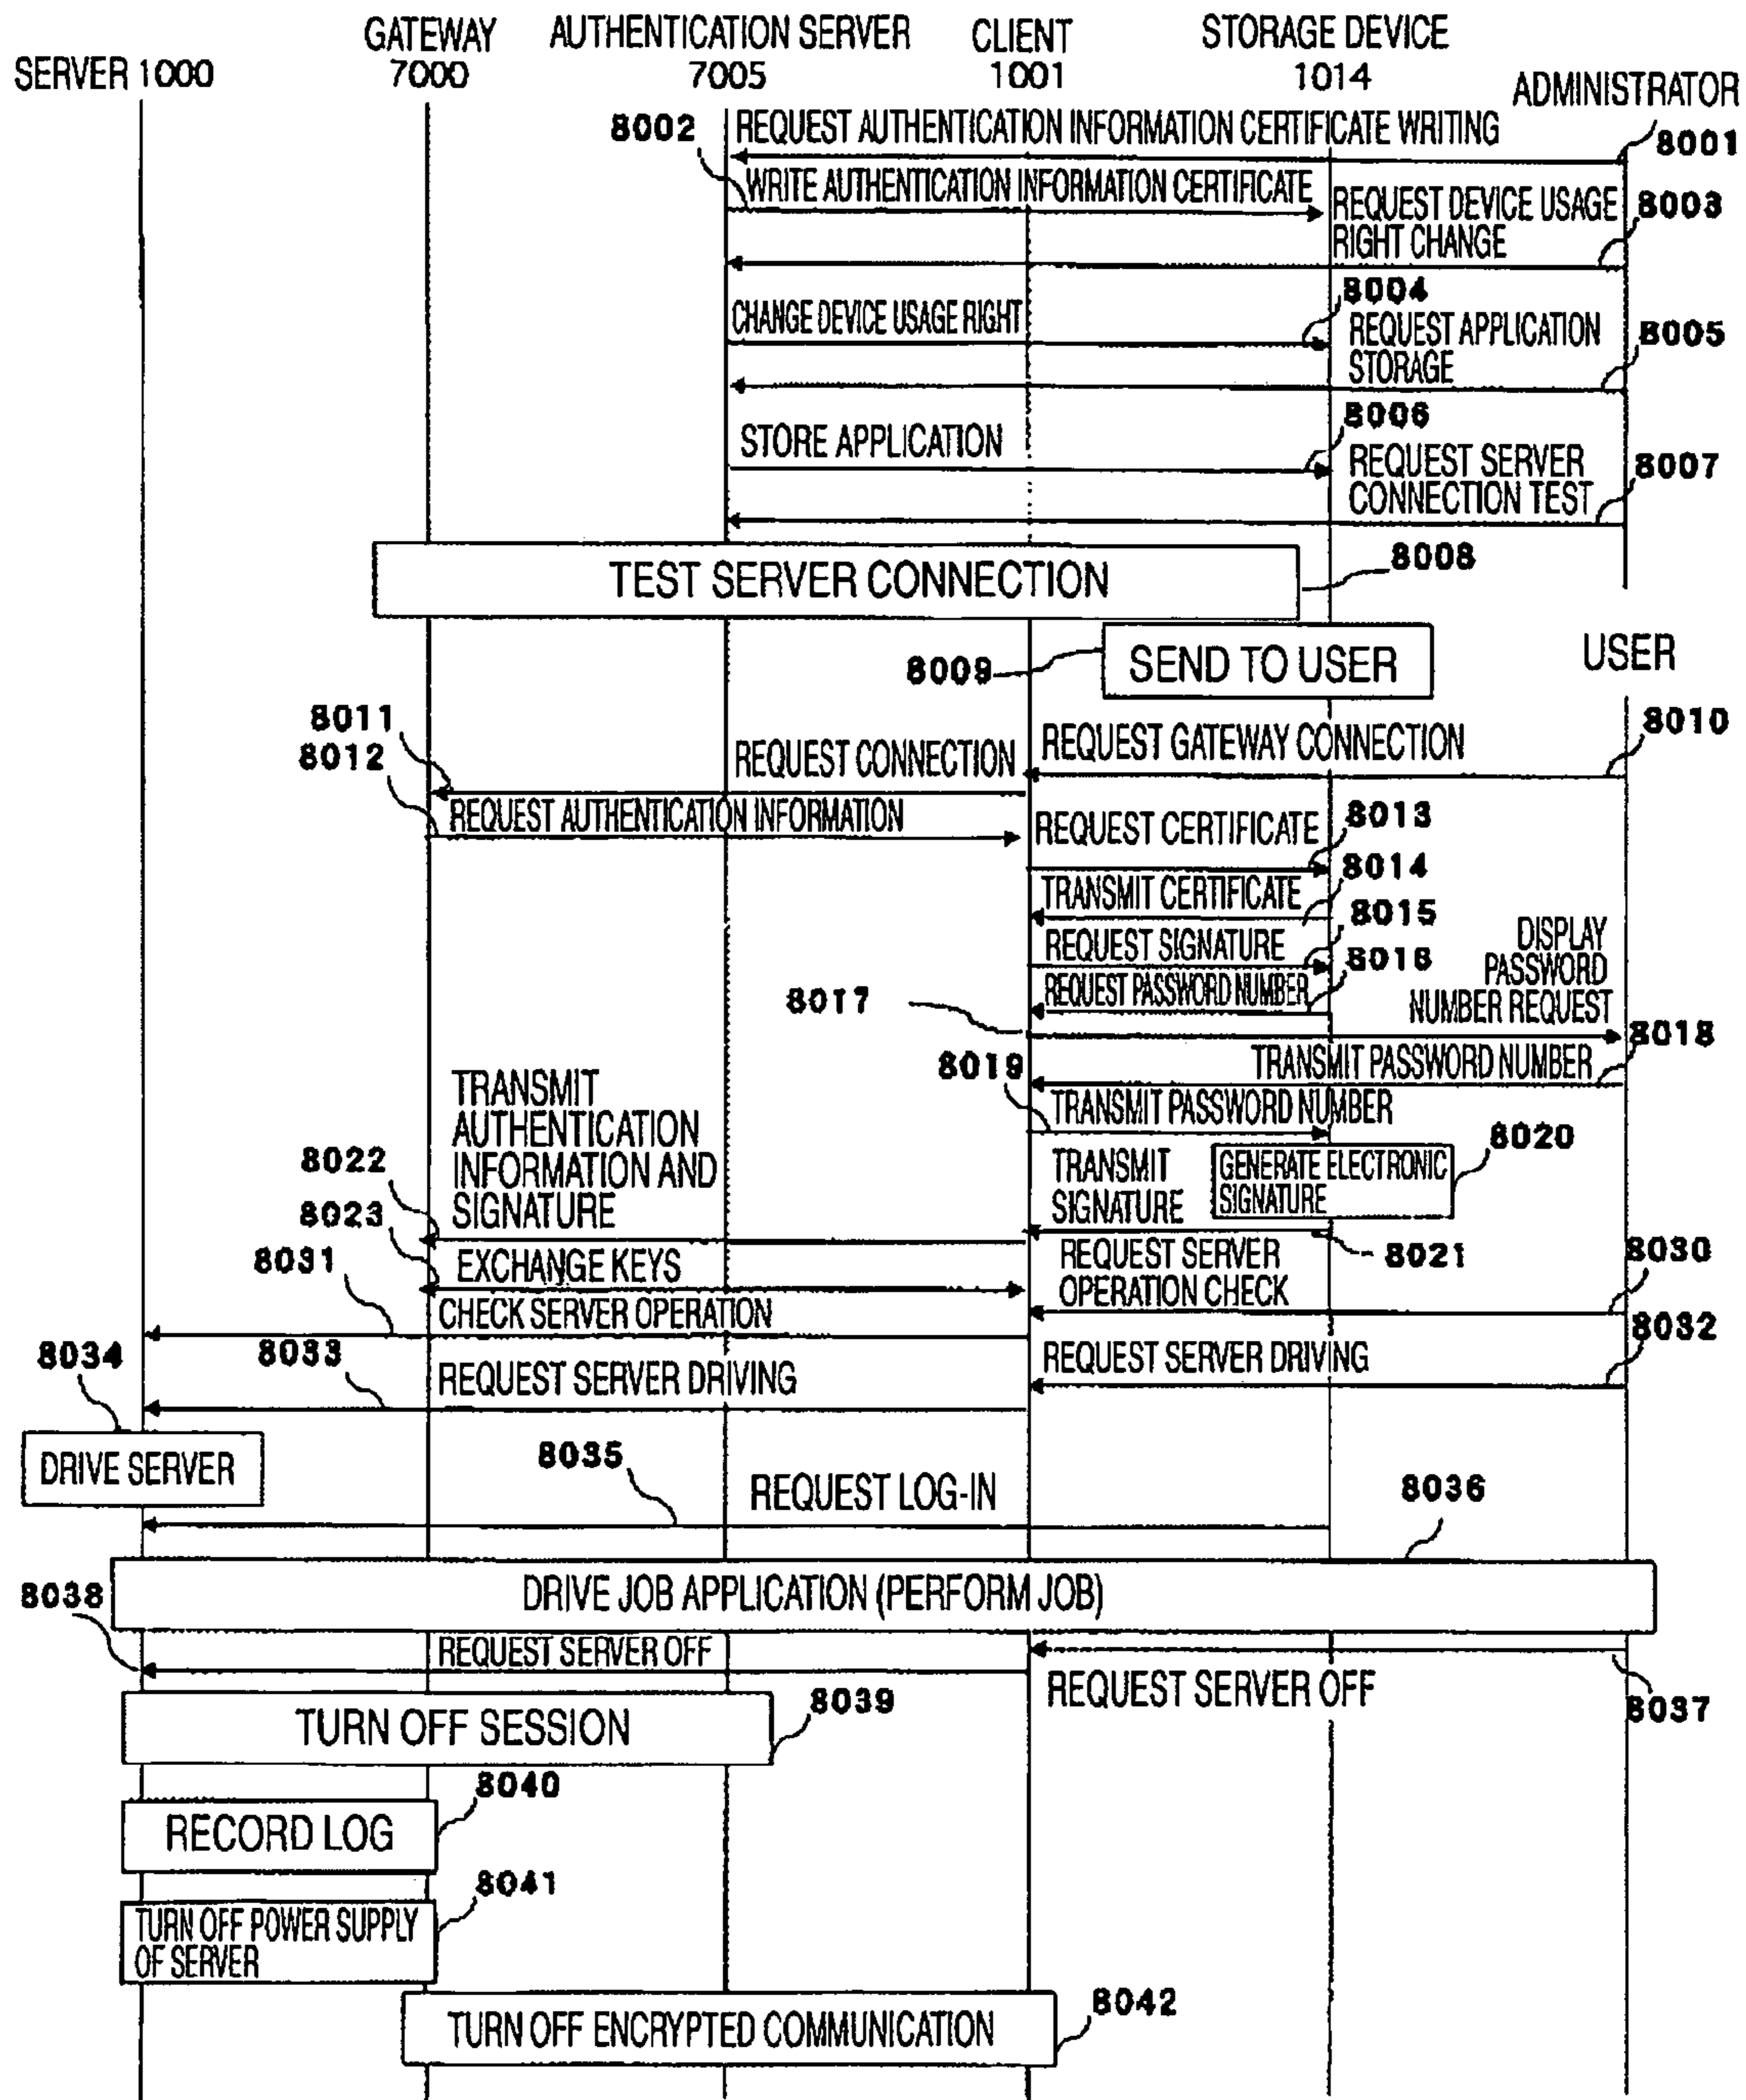 SERVER 1000
GATEWAY
7000
AUTHENTICATION SERVER
7005
CLIENT
1001
STORAGE DEVICE
1014
ADMINISTRATOR
8002
REQUEST AUTHENTICATION INFORMATION CERTIFICATE WRITING
8001
WRITE AUTHENTICATION INFORMATION CERTIFICATE
REQUEST DEVICE USAGE
RIGHT CHANGE
8003
CHANGE DEVICE USAGE RIGHT
8004
REQUEST APPLICATION
STORAGE
8005
STORE APPLICATION
8006
REQUEST SERVER
CONNECTION TEST
8007
TEST SERVER CONNECTION
8008
8009
SEND TO USER
USER
8011
8012
REQUEST CONNECTION
REQUEST GATEWAY CONNECTION
8010
REQUEST AUTHENTICATION INFORMATION
REQUEST CERTIFICATE
8013
TRANSMIT CERTIFICATE
8014
REQUEST SIGNATURE
8015
REQUEST PASSWORD NUMBER
8016
DISPLAY
PASSWORD
NUMBER REQUEST
8017
8018
TRANSMIT PASSWORD NUMBER
8019
TRANSMIT PASSWORD NUMBER
TRANSMIT
AUTHENTICATION
INFORMATION AND
SIGNATURE
8022
8023
TRANSMIT
SIGNATURE
GENERATE ELECTRONIC
SIGNATURE
8020
8021
EXCHANGE KEYS
REQUEST SERVER
OPERATION CHECK
8030
8031
CHECK SERVER OPERATION
8032
8034
8033
REQUEST SERVER DRIVING
REQUEST SERVER DRIVING
DRIVE SERVER
8035
REQUEST LOG-IN
8036
DRIVE JOB APPLICATION (PERFORM JOB)
8038
REQUEST SERVER OFF
REQUEST SERVER OFF
8037
TURN OFF SESSION
8039
RECORD LOG
8040
TURN OFF POWER SUPPLY
OF SERVER
8041
TURN OFF ENCRYPTED COMMUNICATION
8042